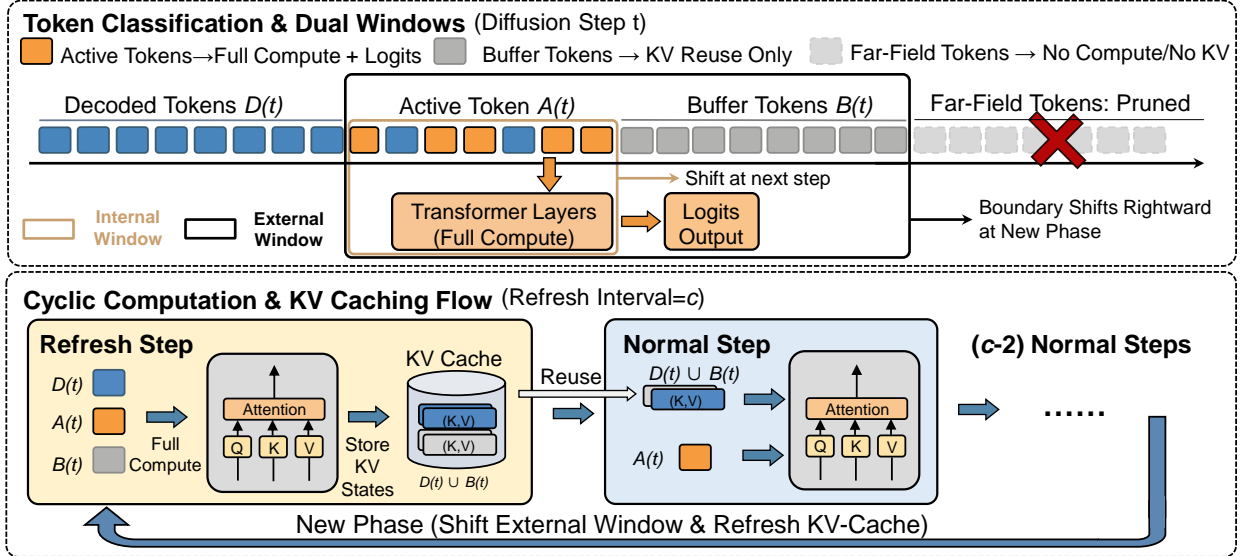 Token Classification & Dual Windows (Diffusion Step t)
Active Tokens→Full Compute + Logits
Buffer Tokens → KV Reuse Only
Far-Field Tokens → No Compute/No KV
Decoded Tokens D(t)
Active Token A(t)
Buffer Tokens B(t)
Far-Field Tokens: Pruned
Shift at next step
Internal
Window
External
Window
Transformer Layers
(Full Compute)
Logits
Output
Boundary Shifts Rightward
at New Phase
Cyclic Computation & KV Caching Flow (Refresh Interval=c)
Refresh Step
D(t)
A(t)
B(t)
Full
Compute
Attention
Q K V
Store
KV
States
KV Cache
(K,V)
(K,V)
D(t) ∪ B(t)
Reuse
Normal Step
D(t) ∪ B(t)
(K,V)
A(t)
Attention
Q K V
(c-2) Normal Steps
......
New Phase (Shift External Window & Refresh KV-Cache)